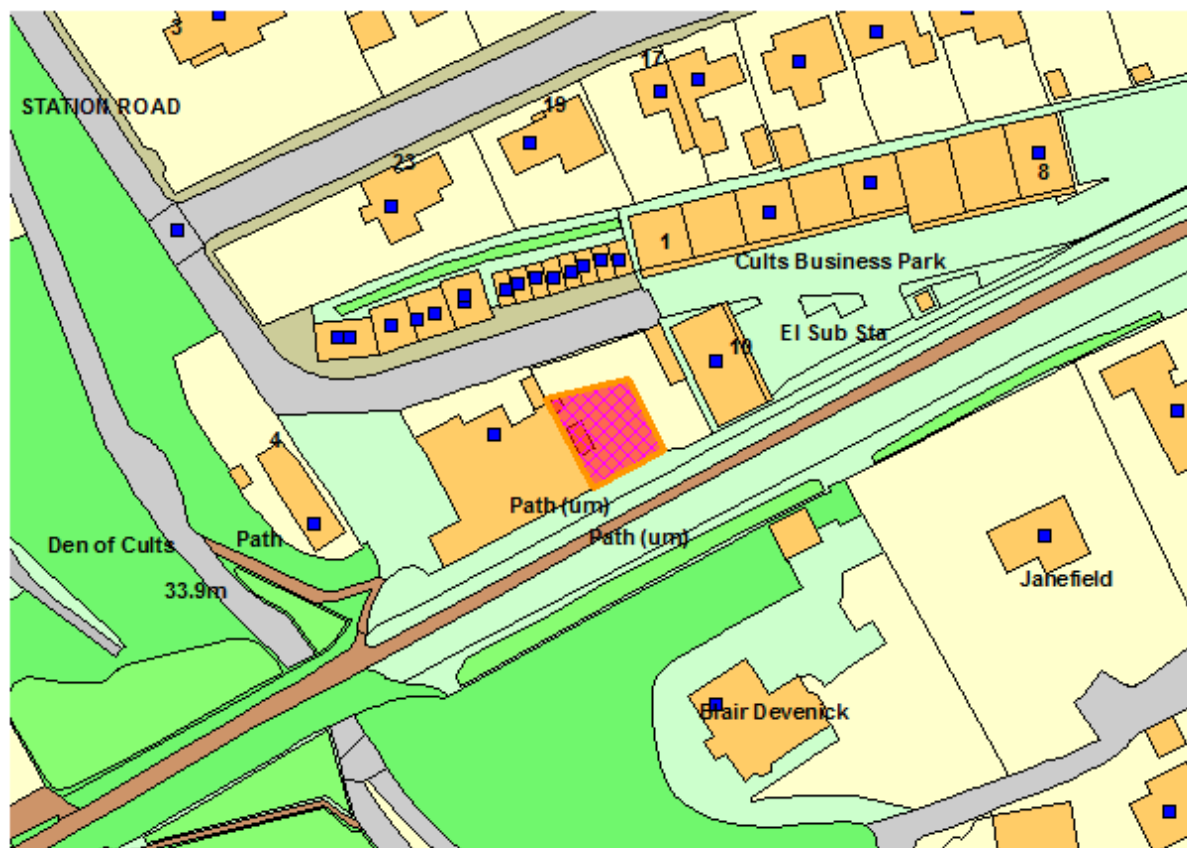 3
STATION ROAD
17
19
23
8
1
Cults Business Park
El Sub Sta
10
4
Path (um)
Path (um)
Den of Cults
Path
33.9m
Janefield
Blair Devenick